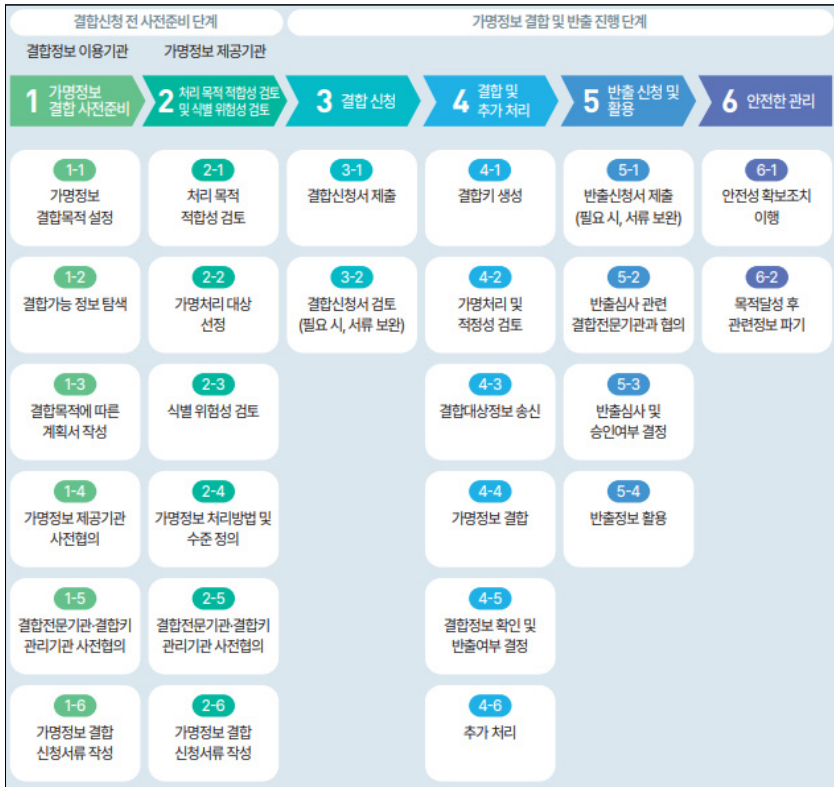 결합신청 전 사전준비 단계
가명정보 결합 및 반출 진행 단계
결합정보 이용기관
가명정보 제공기관
1 가명정보
결합 사전준비
2 처리 목적 적합성 검토
및 식별 위험성 검토
3 결합 신청
4 결합 및
추가 처리
5 반출 신청 및
활용
6 안전한 관리
1-1
가명정보
결합목적 설정
2-1
처리 목적
적합성 검토
3-1
결합신청서 제출
4-1
결합키 생성
5-1
반출신청서 제출
(필요 시, 서류 보완)
6-1
안전성 확보조치
이행
1-2
결합가능 정보 탐색
2-2
가명처리 대상
선정
3-2
결합신청서 검토
(필요 시, 서류 보완)
4-2
가명처리 및
적정성 검토
5-2
반출심사 관련
결합전문기관과 협의
6-2
목적달성 후
관련정보 파기
1-3
결합목적에 따른
계획서 작성
2-3
식별 위험성 검토
4-3
결합대상정보 송신
5-3
반출심사 및
승인여부 결정
1-4
가명정보 제공기관
사전협의
2-4
가명정보 처리방법 및
수준 정의
4-4
가명정보 결합
5-4
반출정보 활용
1-5
결합전문기관·결합키
관리기관 사전협의
2-5
결합전문기관·결합키
관리기관 사전협의
4-5
결합정보 확인 및
반출여부 결정
1-6
가명정보 결합
신청서류 작성
2-6
가명정보 결합
신청서류 작성
4-6
추가 처리